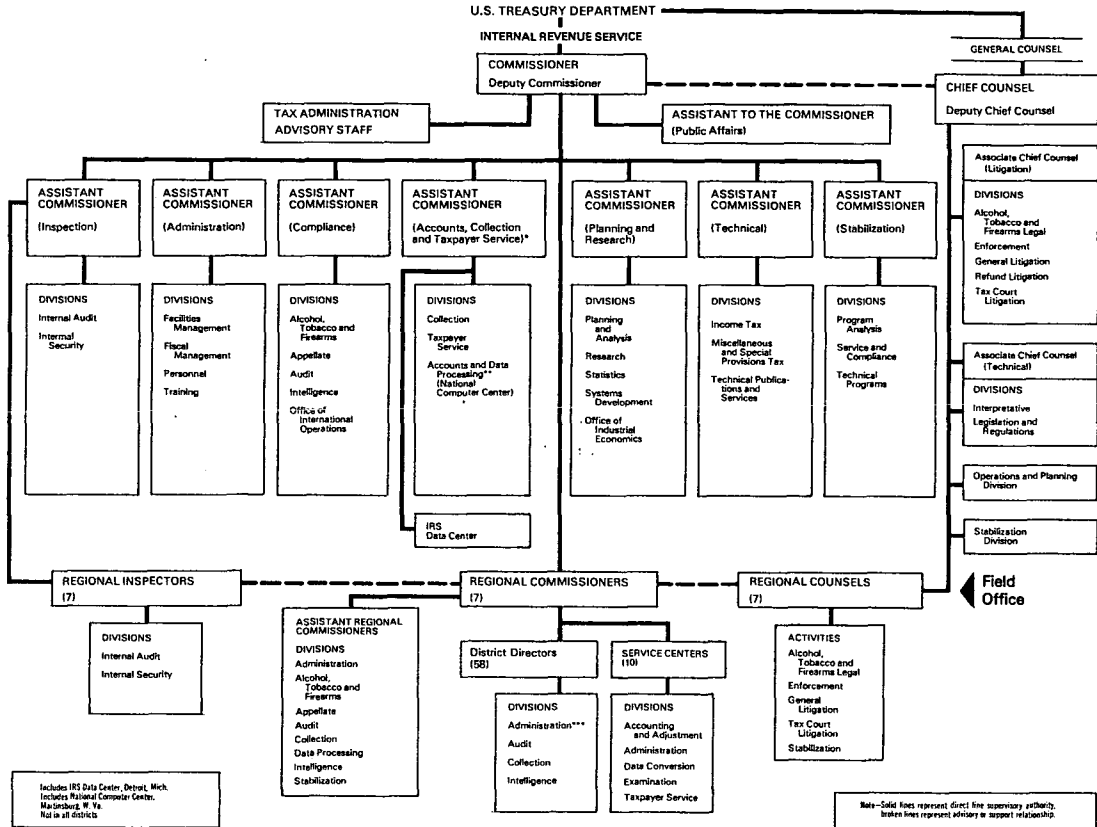 U.S. TREASURY DEPARTMENT
INTERNAL REVENUE SERVICE
GENERAL COUNSEL
COMMISSIONER
Deputy Commissioner
CHIEF COUNSEL
Deputy Chief Counsel
TAX ADMINISTRATION
ADVISORY STAFF
ASSISTANT TO THE COMMISSIONER
(Public Affairs)
ASSISTANT
COMMISSIONER
(Inspection)
ASSISTANT
COMMISSIONER
(Administration)
ASSISTANT
COMMISSIONER
(Compliance)
ASSISTANT
COMMISSIONER
(Accounts, Collection
and Taxpayer Service)*
ASSISTANT
COMMISSIONER
(Planning and
Research)
ASSISTANT
COMMISSIONER
(Technical)
ASSISTANT
COMMISSIONER
(Stabilization)
Associate Chief Counsel
(Litigation)
DIVISIONS
Alcohol,
Tobacco and
Firearms Legal
Enforcement
General Litigation
Refund Litigation
Tax Court
Litigation
DIVISIONS
Internal Audit
Internal
Security
DIVISIONS
Facilities
Management
Fiscal
Management
Personnel
Training
DIVISIONS
Alcohol,
Tobacco and
Firearms
Appellate
Audit
Intelligence
Office of
International
Operations
DIVISIONS
Collection
Taxpayer
Service
Accounts and Data
Processing**
(National
Computer Center)
DIVISIONS
Planning
and
Analysis
Research
Statistics
Systems
Development
Office of
Industrial
Economics
DIVISIONS
Income Tax
Miscellaneous
and Special
Provisions Tax
Technical Publica-
tions and
Services
DIVISIONS
Program
Analysis
Service and
Compliance
Technical
Programs
Associate Chief Counsel
(Technical)
DIVISIONS
Interpretative
Legislation and
Regulations
Operations and Planning
Division
IRS
Data Center
Stabilization
Division
REGIONAL INSPECTORS
(7)
REGIONAL COMMISSIONERS
(7)
REGIONAL COUNSELS
(7)
Field
Office
DIVISIONS
Internal Audit
Internal Security
ASSISTANT REGIONAL
COMMISSIONERS
DIVISIONS
Administration
Alcohol,
Tobacco and
Firearms
Appellate
Audit
Collection
Data Processing
Intelligence
Stabilization
District Directors
(58)
DIVISIONS
Administration***
Audit
Collection
Intelligence
SERVICE CENTERS
(10)
DIVISIONS
Accounting
and Adjustment
Administration
Data Conversion
Examination
Taxpayer Service
ACTIVITIES
Alcohol,
Tobacco and
Firearms Legal
Enforcement
General
Litigation
Tax Court
Litigation
Stabilization
Includes IRS Data Center, Detroit, Mich.
Includes National Computer Center,
Martinsburg, W. Va.
Not in all districts
Note—Solid lines represent direct line supervisory authority,
broken lines represent advisory or support relationship.